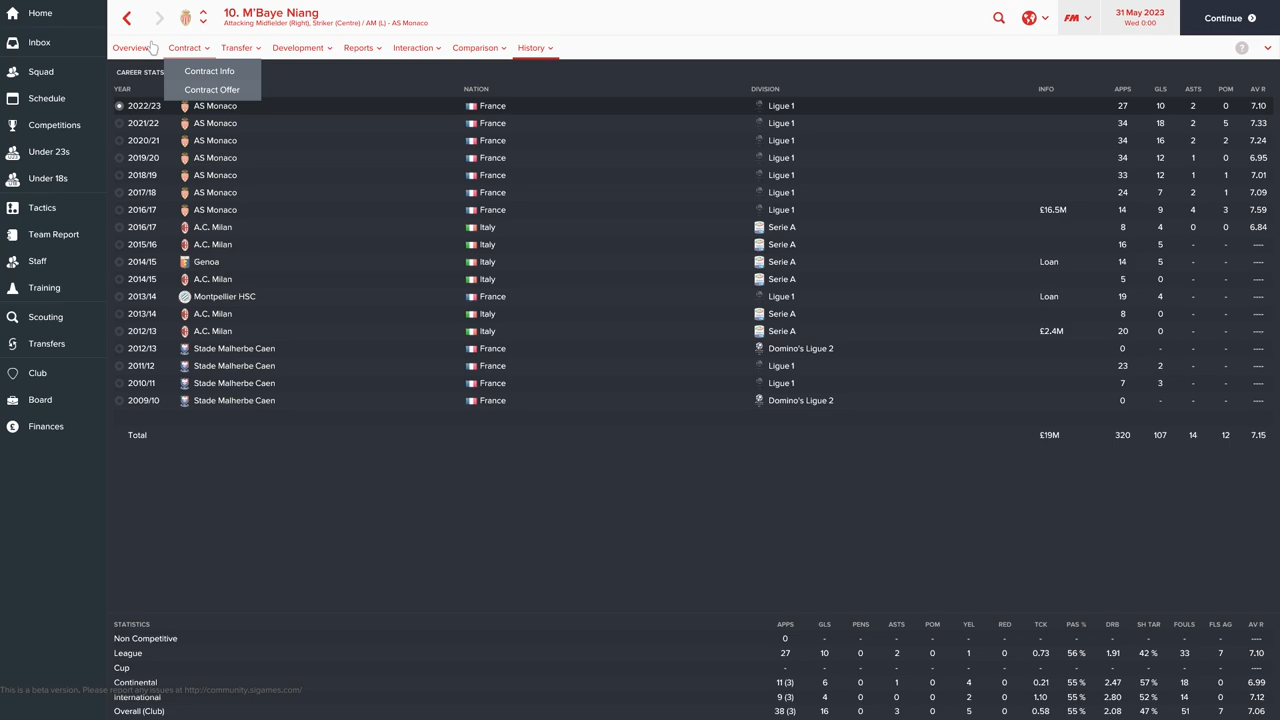 Home
Inbox
Squad
Schedule
Competitions
Under 23s
Under 18s
Tactics
Team Report
Staff
Training
Scouting
Transfers
Club
Board
Finances
10. M'Baye Niang
Attacking Midfielder (Right), Striker (Centre) / AM (L) - AS Monaco
FM
31 May 2023
Wed 0:00
Continue
Overview Contract Transfer Development Reports Interaction Comparison History ?
Contract Info
Contract Offer
CAREER STATS
YEAR NATION DIVISION INFO APPS GLS ASTS POM AV R
2022/23 AS Monaco France Ligue 1 27 10 2 0 7.10
2021/22 AS Monaco France Ligue 1 34 18 2 5 7.33
2020/21 AS Monaco France Ligue 1 34 16 2 2 7.24
2019/20 AS Monaco France Ligue 1 34 12 1 0 6.95
2018/19 AS Monaco France Ligue 1 33 12 1 1 7.01
2017/18 AS Monaco France Ligue 1 24 7 2 1 7.09
2016/17 AS Monaco France Ligue 1 £16.5M 14 9 4 3 7.59
2016/17 A.C. Milan Italy Serie A 8 4 0 0 6.84
2015/16 A.C. Milan Italy Serie A 16 5 - - ----
2014/15 Genoa Italy Serie A Loan 14 5 - - ----
2014/15 A.C. Milan Italy Serie A 5 0 - - ----
2013/14 Montpellier HSC France Ligue 1 Loan 19 4 - - ----
2013/14 A.C. Milan Italy Serie A 8 0 - - ----
2012/13 A.C. Milan Italy Serie A £2.4M 20 0 - - ----
2012/13 Stade Malherbe Caen France Domino's Ligue 2 0 - - - ----
2011/12 Stade Malherbe Caen France Ligue 1 23 2 - - ----
2010/11 Stade Malherbe Caen France Ligue 1 7 3 - - ----
2009/10 Stade Malherbe Caen France Domino's Ligue 2 0 - - - ----
Total £19M 320 107 14 12 7.15
STATISTICS APPS GLS PENS ASTS POM YEL RED TCK PAS % DRB SH TAR FOULS FLS AG AV R
Non Competitive 0 - - - - - - - - - - - - ----
League 27 10 0 2 0 1 0 0.73 56 % 1.91 42 % 33 7 7.10
Cup - - - - - - - - - - - - - ----
Continental 11 (3) 6 0 1 0 4 0 0.21 55 % 2.47 57 % 18 0 6.99
This is a beta version. Please report any issues at http://community.sigames.com/
International 9 (3) 4 0 0 0 2 0 1.10 55 % 2.80 52 % 14 0 7.12
Overall (Club) 38 (3) 16 0 3 0 5 0 0.58 55 % 2.08 47 % 51 7 7.06